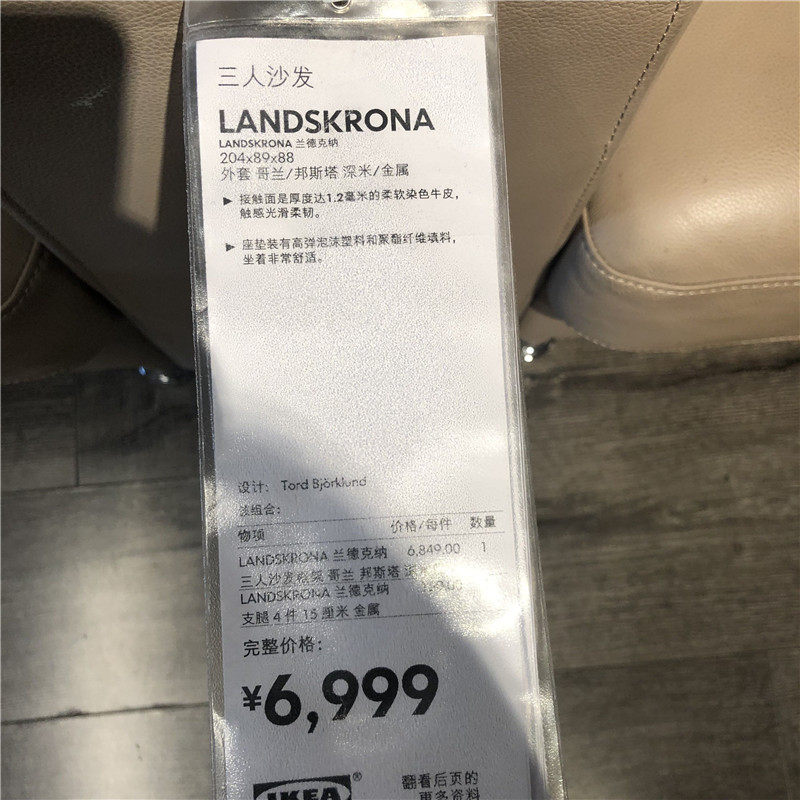 三人沙发
LANDSKRONA
LANDSKRONA 兰德克纳
204x89x88
外套 哥兰/邦斯塔 深米/金属
▶ 接触面是厚度达1.2毫米的柔软染色牛皮，
触感光滑柔韧。
▶ 座垫装有高弹泡沫塑料和聚酯纤维填料，
坐着非常舒适。
设计： Tord Björklund
该组合：
物项 价格/每件 数量
LANDSKRONA 兰德克纳 6,849.00 1
三人沙发框架 哥兰 邦斯塔
LANDSKRONA 兰德克纳
支腿 4 件 15 厘米 金属
完整价格：
¥6,999
IKEA®
翻看后页的
更多资料